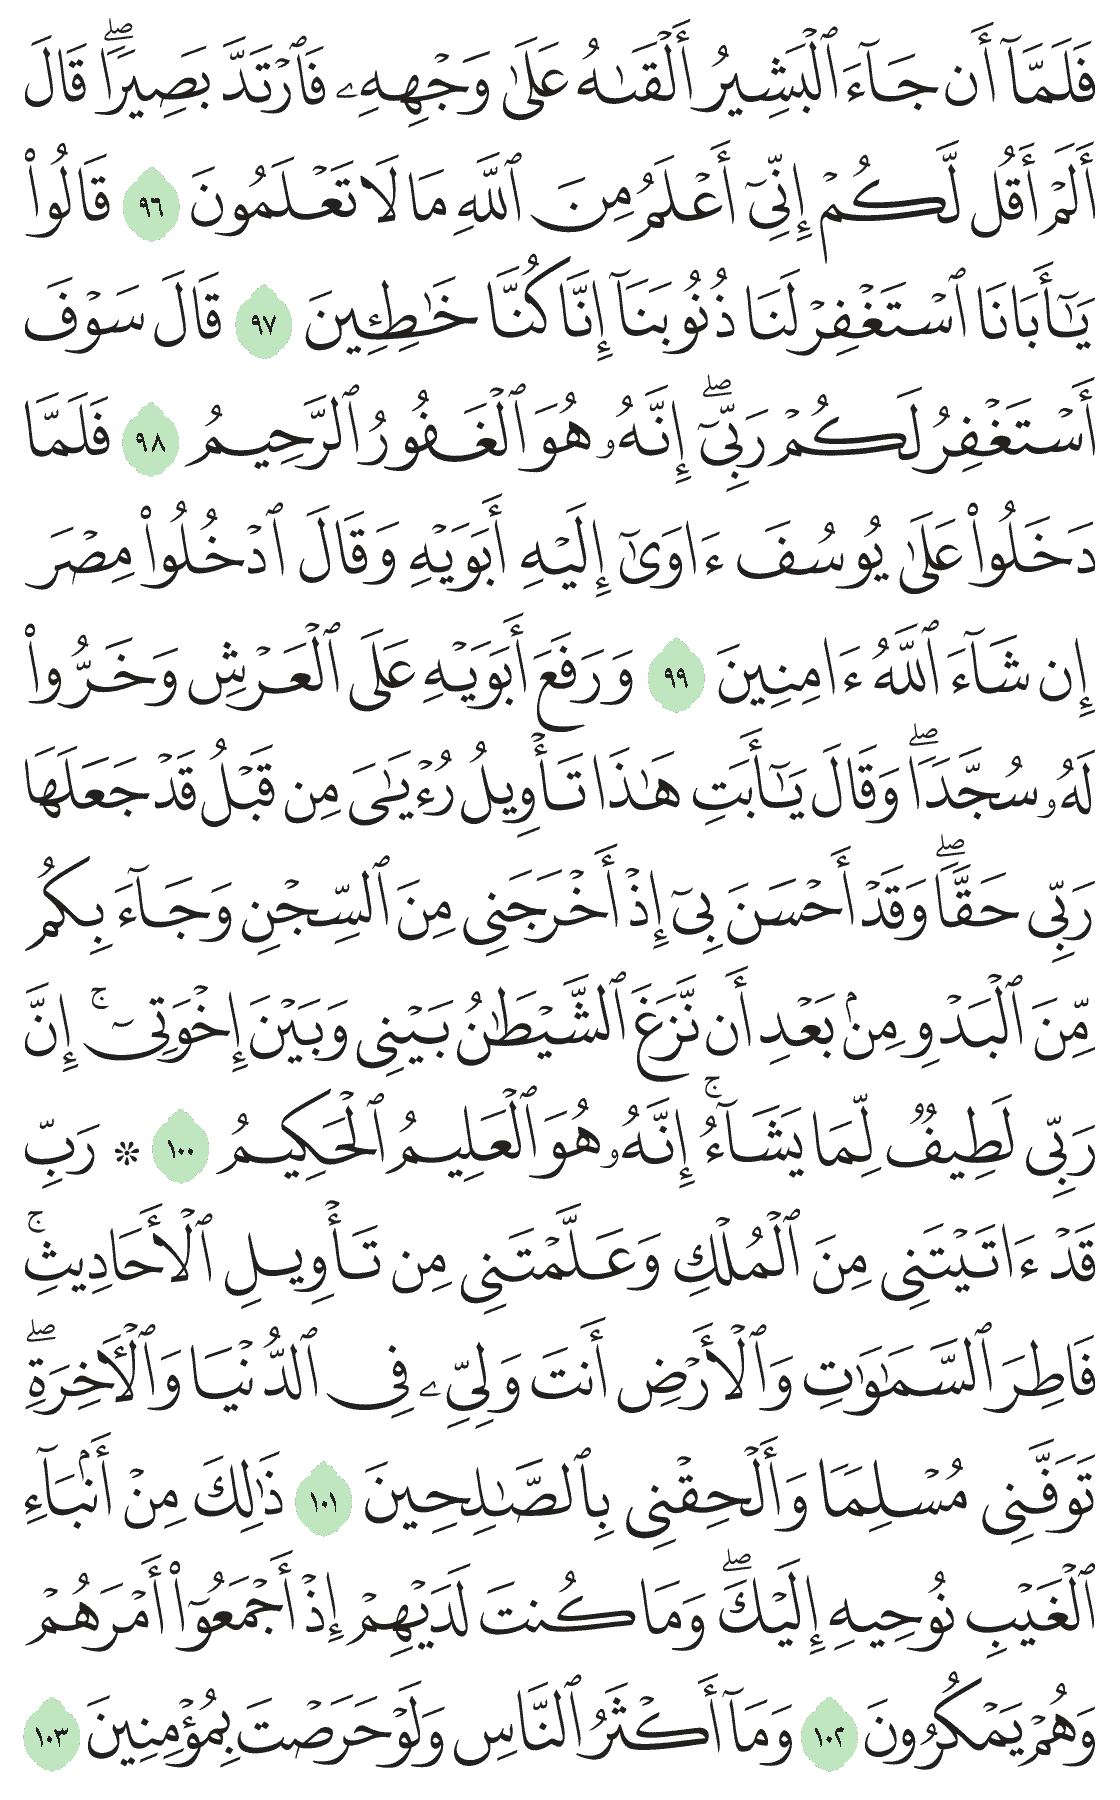 فَلَمَّآ أَن جَآءَ ٱلْبَشِيرُ أَلْقَىٰهُ عَلَىٰ وَجْهِهِۦ فَٱرْتَدَّ بَصِيرًۭا ۖ قَالَ
أَلَمْ أَقُل لَّكُمْ إِنِّىٓ أَعْلَمُ مِنَ ٱللَّهِ مَا لَا تَعْلَمُونَ ٩٦ قَالُوا۟
يَـٰٓأَبَانَا ٱسْتَغْفِرْ لَنَا ذُنُوبَنَآ إِنَّا كُنَّا خَـٰطِـِٔينَ ٩٧ قَالَ سَوْفَ
أَسْتَغْفِرُ لَكُمْ رَبِّىٓ ۖ إِنَّهُۥ هُوَ ٱلْغَفُورُ ٱلرَّحِيمُ ٩٨ فَلَمَّا
دَخَلُوا۟ عَلَىٰ يُوسُفَ ءَاوَىٰٓ إِلَيْهِ أَبَوَيْهِ وَقَالَ ٱدْخُلُوا۟ مِصْرَ
إِن شَآءَ ٱللَّهُ ءَامِنِينَ ٩٩ وَرَفَعَ أَبَوَيْهِ عَلَى ٱلْعَرْشِ وَخَرُّوا۟
لَهُۥ سُجَّدًۭا ۖ وَقَالَ يَـٰٓأَبَتِ هَـٰذَا تَأْوِيلُ رُءْيَـٰىَ مِن قَبْلُ قَدْ جَعَلَهَا
رَبِّى حَقًّۭا ۖ وَقَدْ أَحْسَنَ بِىٓ إِذْ أَخْرَجَنِى مِنَ ٱلسِّجْنِ وَجَآءَ بِكُم
مِّنَ ٱلْبَدْوِ مِنۢ بَعْدِ أَن نَّزَغَ ٱلشَّيْطَـٰنُ بَيْنِى وَبَيْنَ إِخْوَتِىٓ ۚ إِنَّ
رَبِّى لَطِيفٌۭ لِّمَا يَشَآءُ ۚ إِنَّهُۥ هُوَ ٱلْعَلِيمُ ٱلْحَكِيمُ ١٠٠ ۞ رَبِّ
قَدْ ءَاتَيْتَنِى مِنَ ٱلْمُلْكِ وَعَلَّمْتَنِى مِن تَأْوِيلِ ٱلْأَحَادِيثِ ۚ
فَاطِرَ ٱلسَّمَـٰوَٰتِ وَٱلْأَرْضِ أَنتَ وَلِىِّۦ فِى ٱلدُّنْيَا وَٱلْـَٔاخِرَةِ ۖ
تَوَفَّنِى مُسْلِمًۭا وَأَلْحِقْنِى بِٱلصَّـٰلِحِينَ ١٠١ ذَٰلِكَ مِنْ أَنۢبَآءِ
ٱلْغَيْبِ نُوحِيهِ إِلَيْكَ ۖ وَمَا كُنتَ لَدَيْهِمْ إِذْ أَجْمَعُوٓا۟ أَمْرَهُمْ
وَهُمْ يَمْكُرُونَ ١٠٢ وَمَآ أَكْثَرُ ٱلنَّاسِ وَلَوْ حَرَصْتَ بِمُؤْمِنِينَ ١٠٣